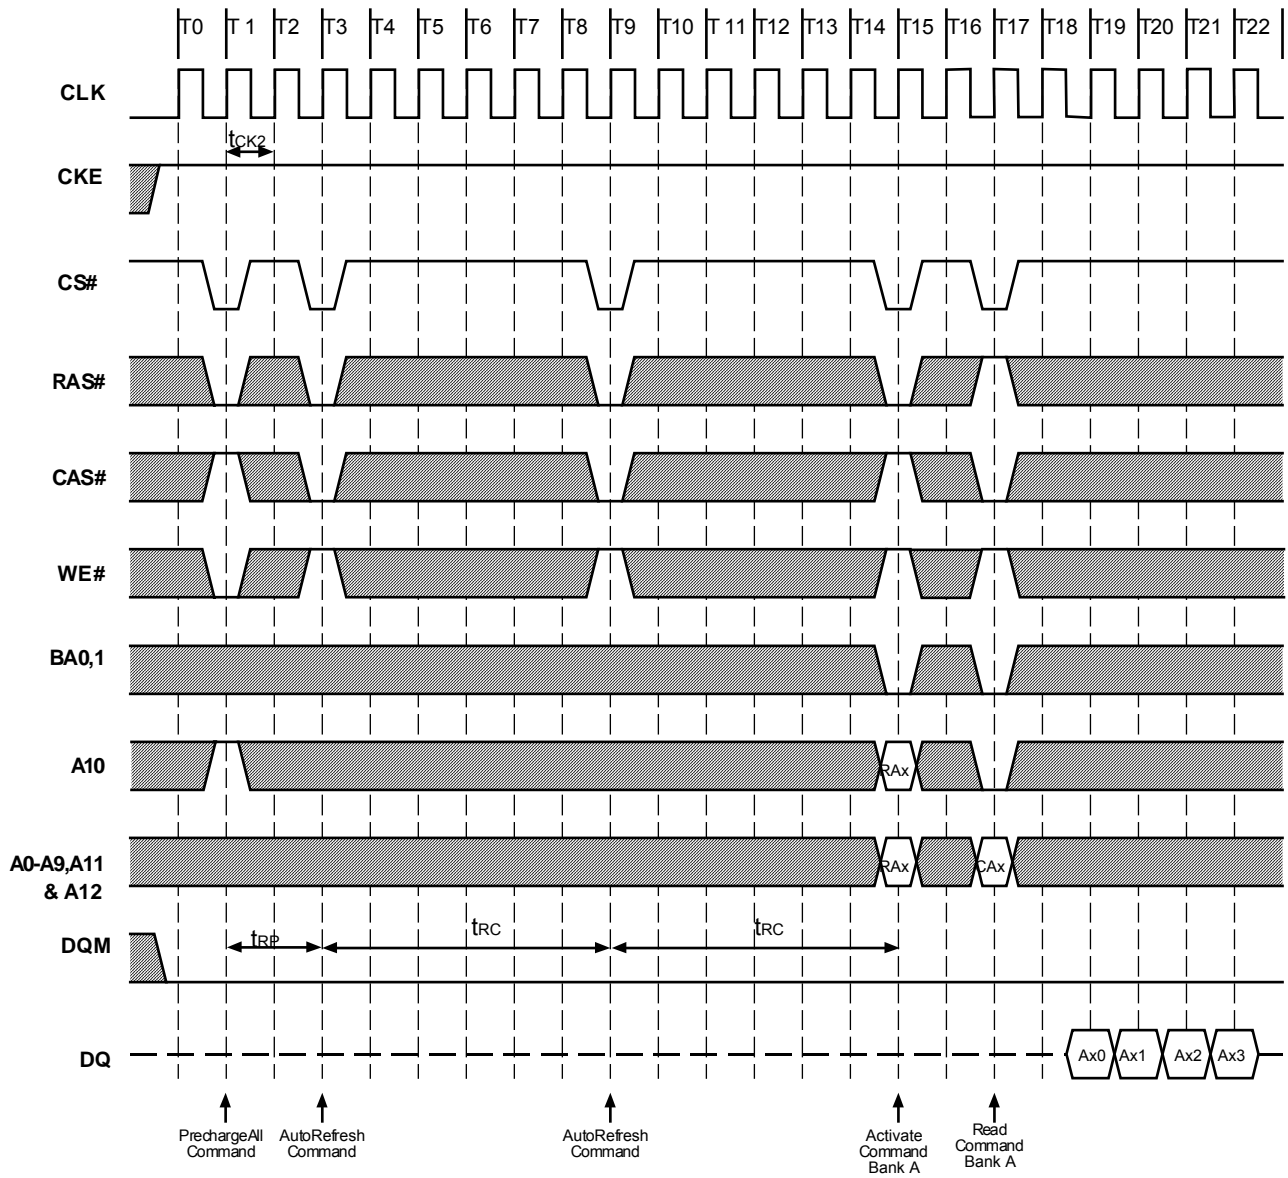 T0 T 1 T2 T3 T4 T5 T6 T7 T8 T9 T10 T 11 T12 T13 T14 T15 T16 T17 T18 T19 T20 T21 T22
CLK
tCK2
CKE
CS#
RAS#
CAS#
WE#
BA0,1
A10
RAx
A0-A9,A11
& A12
RAx CAx
DQM
tRP tRC tRC
DQ
Ax0 Ax1 Ax2 Ax3
PrechargeAll
Command
AutoRefresh
Command
AutoRefresh
Command
Activate
Command
Bank A
Read
Command
Bank A